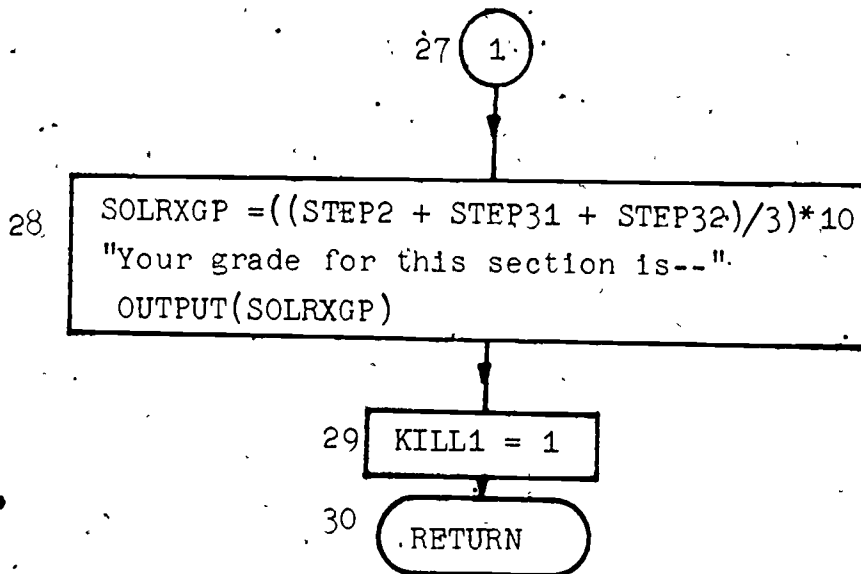 27 1
28 SOLRXGP =((STEP2 + STEP31 + STEP32)/3)*10
"Your grade for this section is--"
OUTPUT(SOLRXGP)
29 KILL1 = 1
30 RETURN